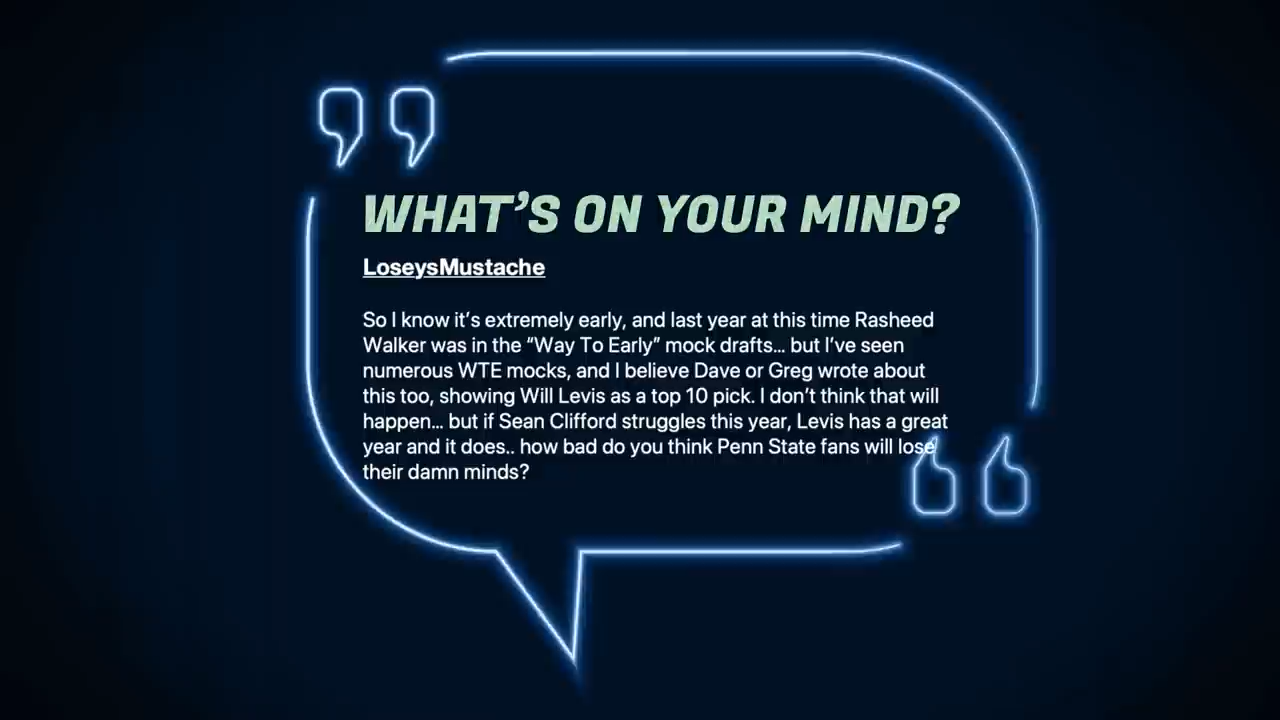 WHAT'S ON YOUR MIND?
LoseysMustache
So I know it’s extremely early, and last year at this time Rasheed
Walker was in the “Way To Early” mock drafts... but I’ve seen
numerous WTE mocks, and I believe Dave or Greg wrote about
this too, showing Will Levis as a top 10 pick. I don’t think that will
happen... but if Sean Clifford struggles this year, Levis has a great
year and it does.. how bad do you think Penn State fans will lose
their damn minds?